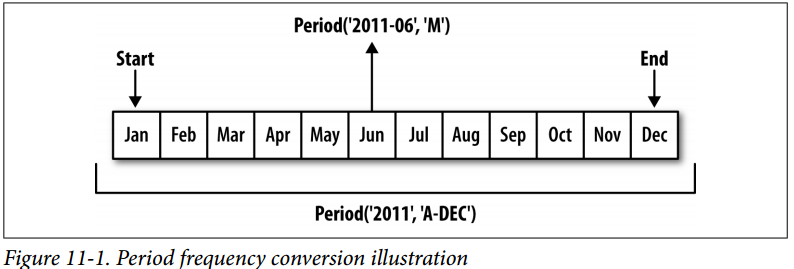 Period('2011-06', 'M')
Start End
Jan Feb Mar Apr May Jun Jul Aug Sep Oct Nov Dec
Period('2011', 'A-DEC')
Figure 11-1. Period frequency conversion illustration